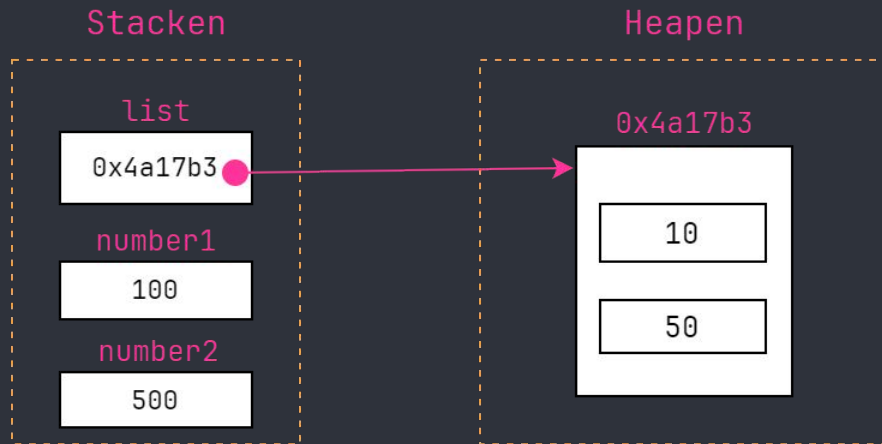 Stacken
Heapen
list
0x4a17b3
number1
100
number2
500
0x4a17b3
10
50